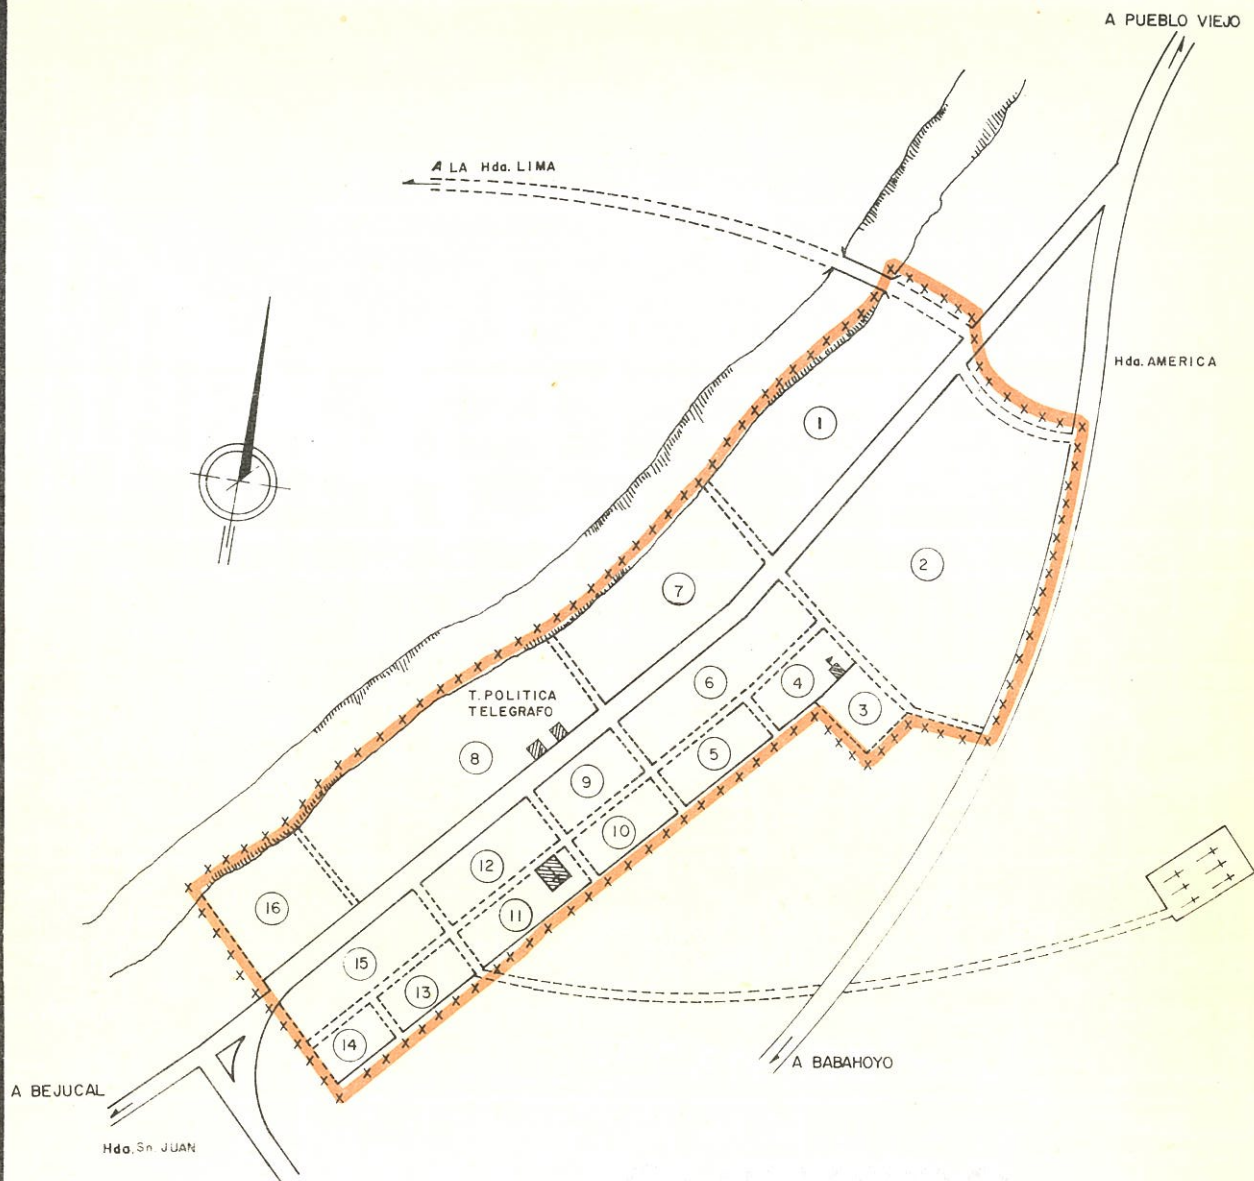 A PUEBLO VIEJO
A LA Hda. LIMA
Hda. AMERICA
1
2
7
6
4
3
T. POLITICA
TELEGRAFO
8
5
9
10
12
11
16
15
13
14
A BABAHOYO
A BEJUCAL
Hda. Sn. JUAN